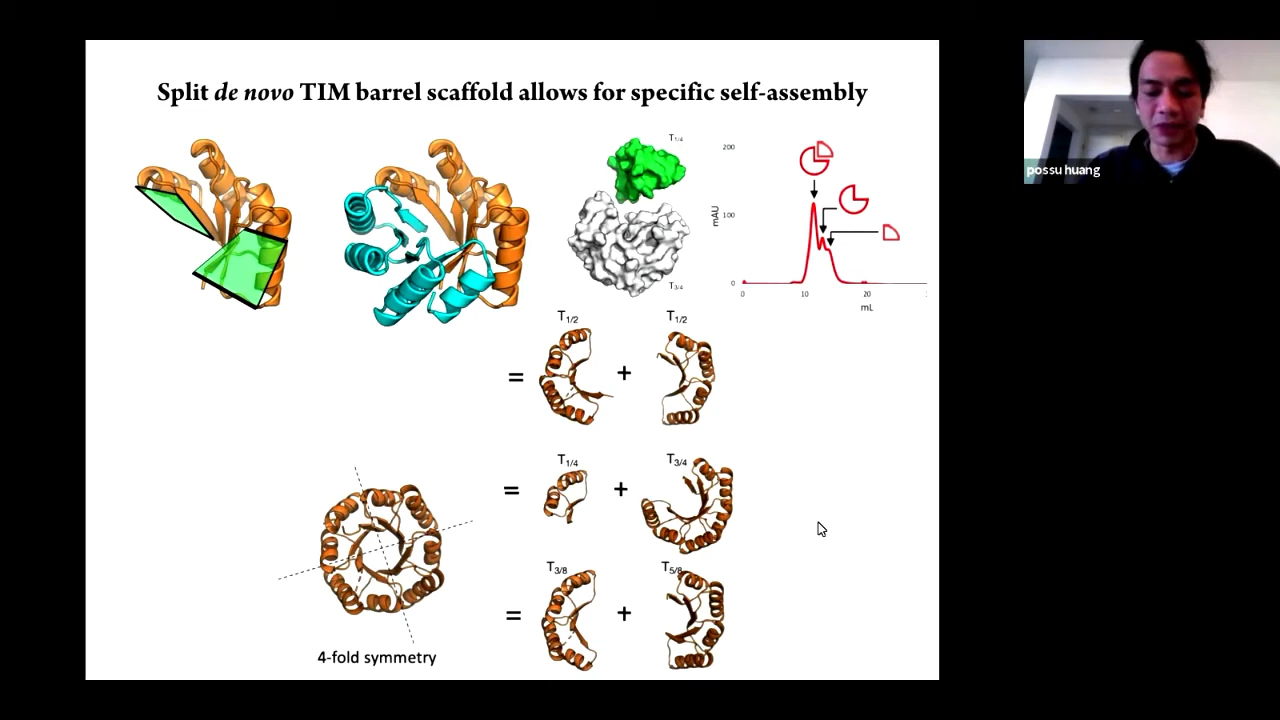 Split de novo TIM barrel scaffold allows for specific self-assembly
possu huang
T1/4
T3/4
200
100
0
mAU
0
10
20
mL
T1/2
T1/2
=
+
T1/4
T3/4
=
+
T3/8
T5/8
=
+
4-fold symmetry